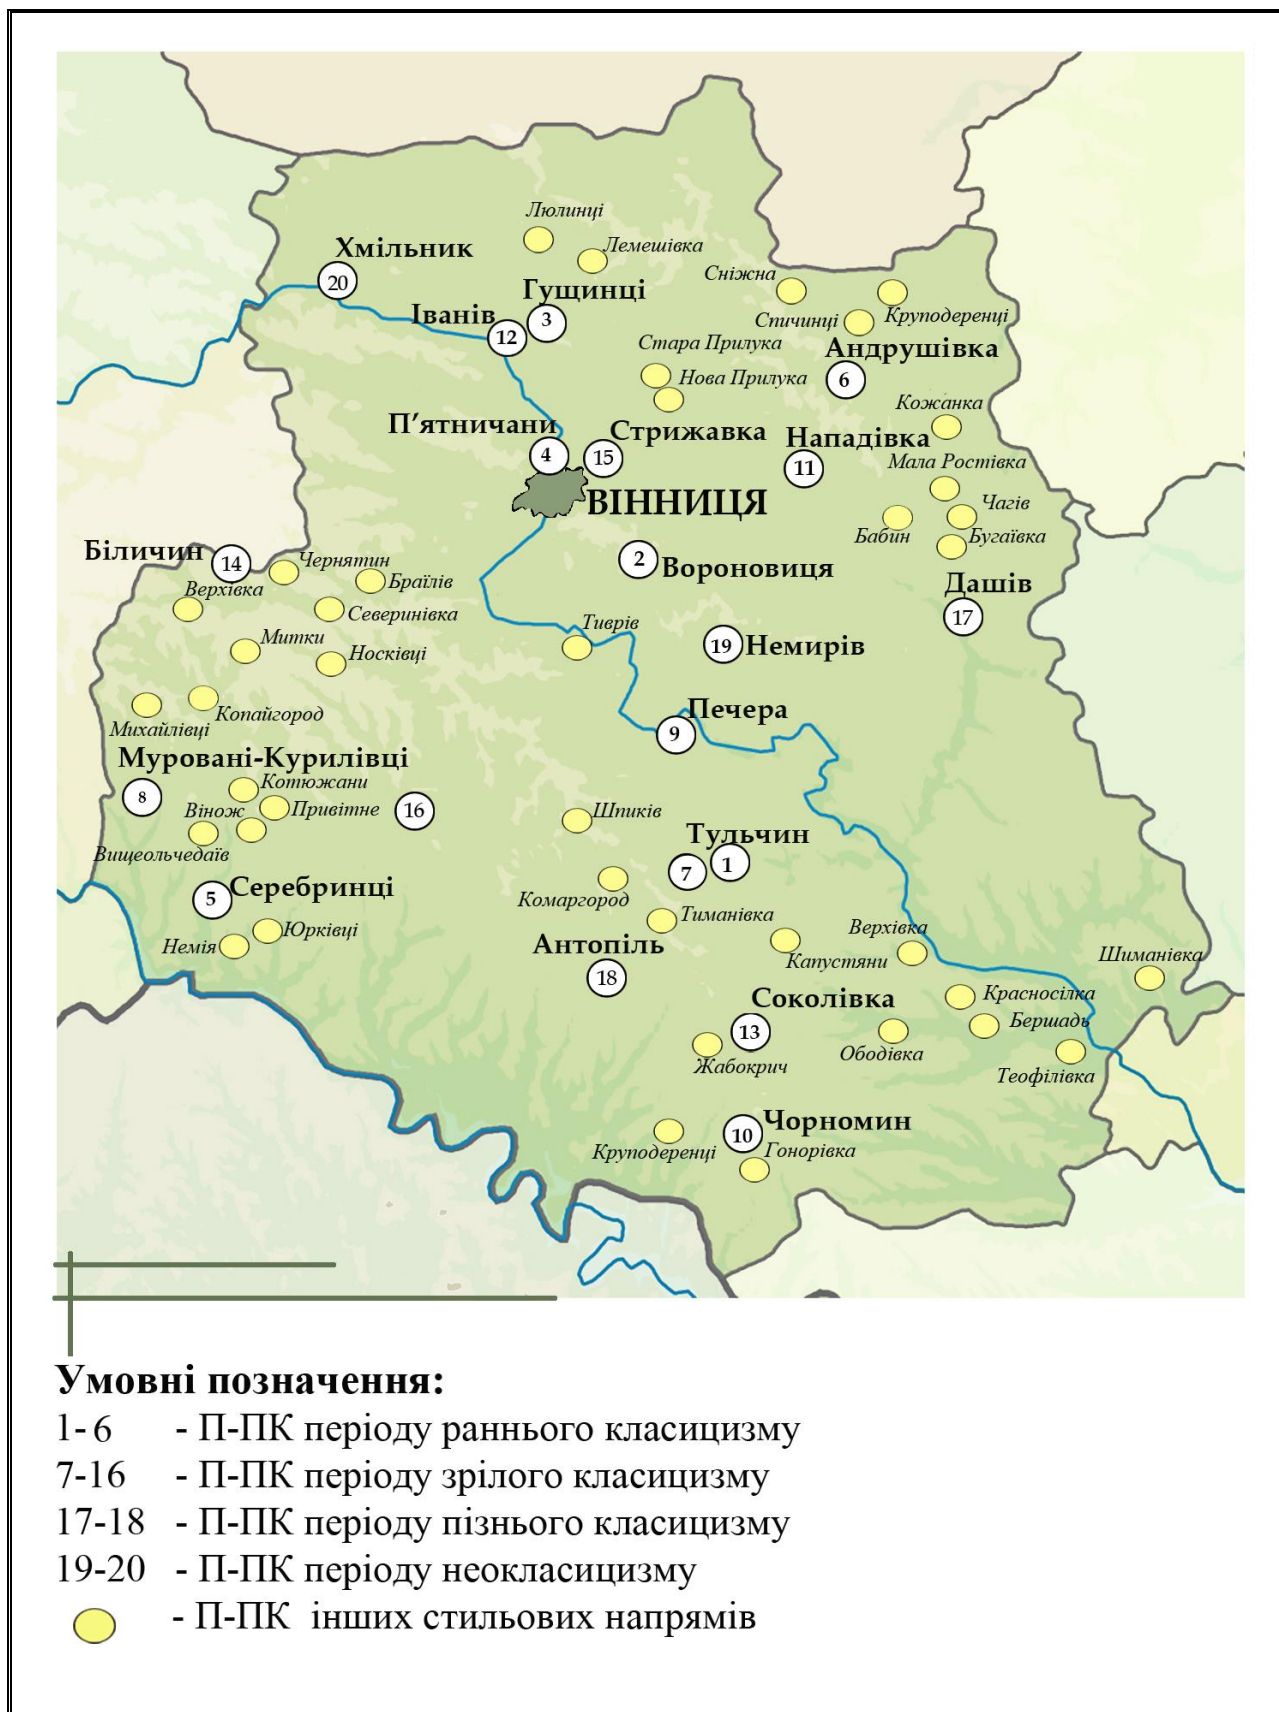 Люлинці
Лемешівка
Хмільник
20
Гущинці
Сніжна
Іванів
3
12
Спичинці
Круподеренці
Стара Прилука
Андрушівка
Нова Прилука
6
Кожанка
П'ятничани
Стрижавка
Нападівка
4
15
11
Мала Ростівка
ВІННИЦЯ
Чагів
Бабин
Бугаївка
Біличин
14
Чернятин
2
Вороновиця
Верхівка
Браїлів
Дашів
Северинівка
17
Тиврів
Митки
Носківці
19
Немирів
Копайгород
Михайлівці
Печера
9
Муровані-Курилівці
Котюжани
8
Вінож
Привітне
16
Шпиків
Вищеольчедаїв
Тульчин
7
1
5
Серебринці
Комаргород
Тиманівка
Юрківці
Немія
Верхівка
Антопіль
Капустяни
Шиманівка
18
Соколівка
Красносілка
13
Бершадь
Ободівка
Жабокрич
Теофілівка
Чорномин
10
Круподеренці
Гонорівка
Умовні позначення:
1-6 - П-ПК періоду раннього класицизму
7-16 - П-ПК періоду зрілого класицизму
17-18 - П-ПК періоду пізнього класицизму
19-20 - П-ПК періоду неокласицизму
- П-ПК інших стильових напрямів